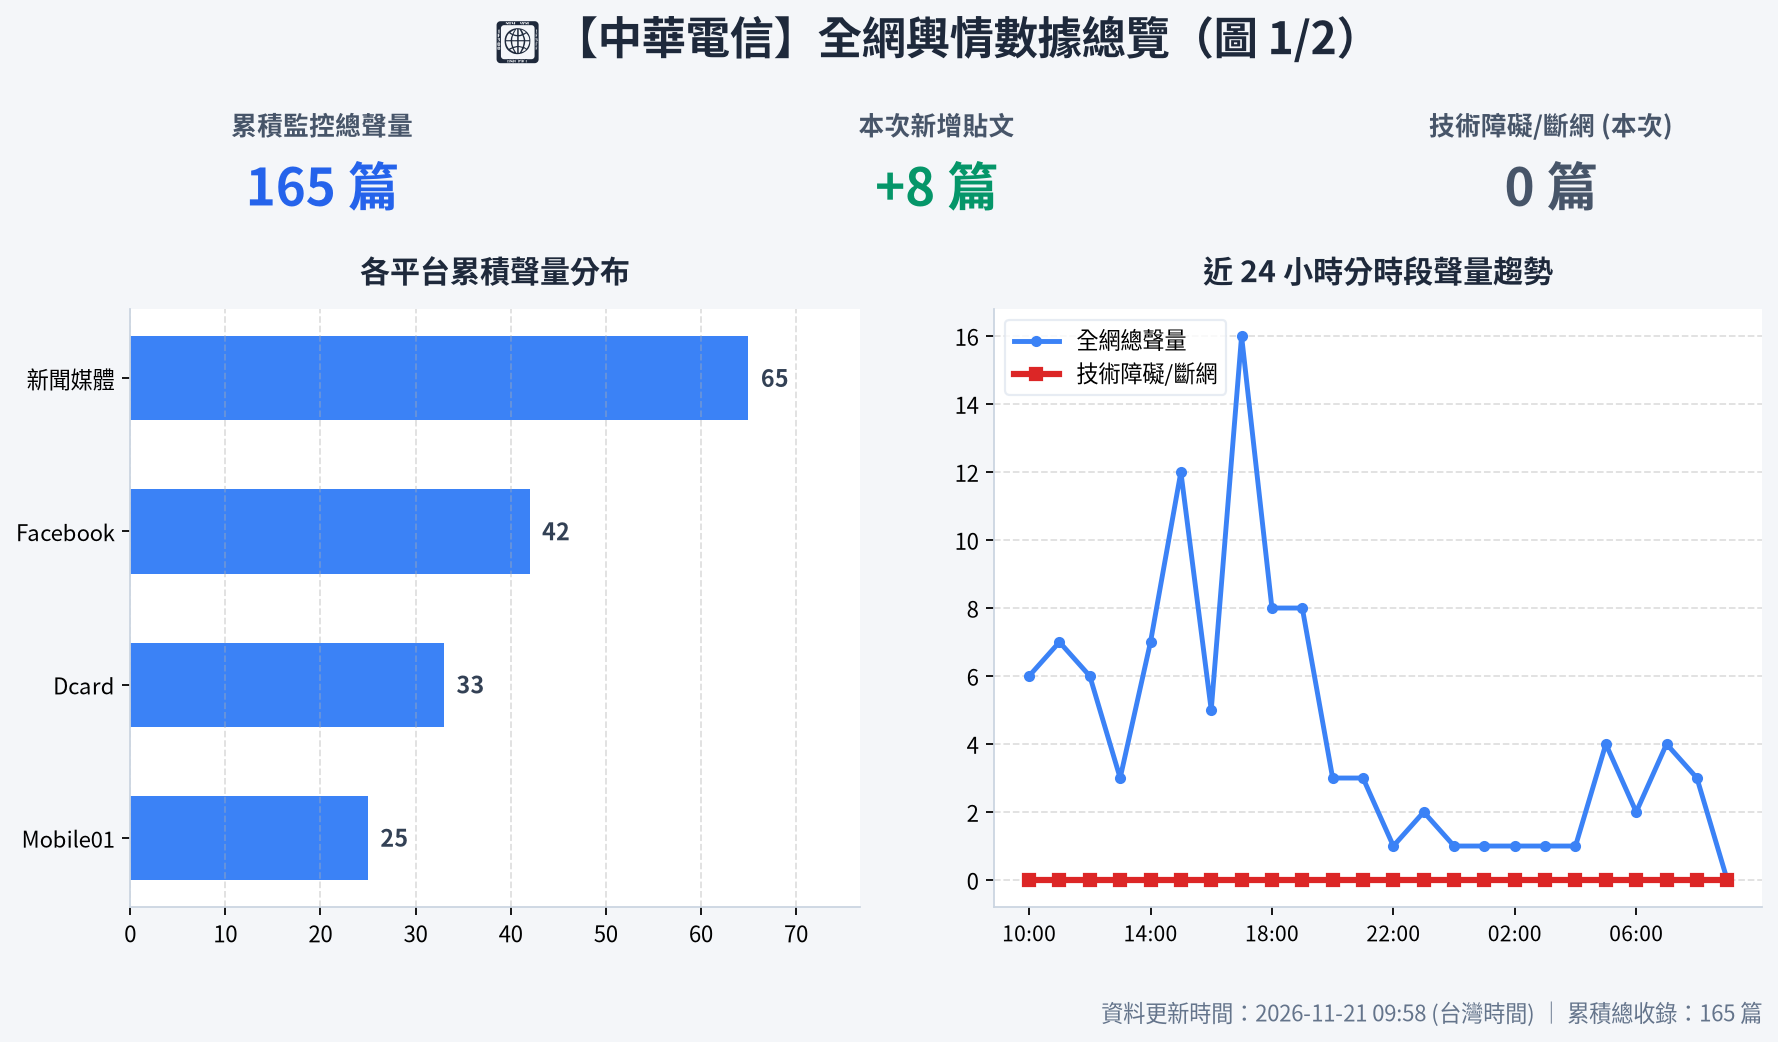 【中華電信】全網輿情數據總覽（圖 1/2）
累積監控總聲量
165 篇
本次新增貼文
+8 篇
技術障礙/斷網 (本次)
0 篇
各平台累積聲量分布
新聞媒體
65
Facebook
42
Dcard
33
Mobile01
25
0 10 20 30 40 50 60 70
近 24 小時分時段聲量趨勢
全網總聲量
技術障礙/斷網
16
14
12
10
8
6
4
2
0
10:00 14:00 18:00 22:00 02:00 06:00
資料更新時間：2026-11-21 09:58 (台灣時間) ｜ 累積總收錄：165 篇